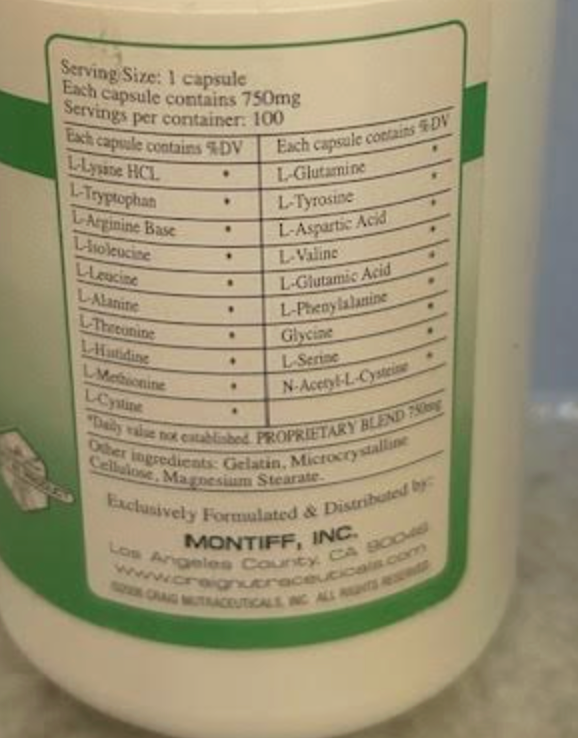 Serving Size: 1 capsule
Each capsule contains 750mg
Servings per container: 100
Each capsule contains %DV
L-Lysine HCL *
L-Tryptophan *
L-Arginine Base *
L-Isoleucine *
L-Leucine *
L-Alanine *
L-Threonine *
L-Histidine *
L-Methionine *
L-Cystine *
Each capsule contains %DV
L-Glutamine *
L-Tyrosine *
L-Aspartic Acid *
L-Valine *
L-Glutamic Acid *
L-Phenylalanine *
Glycine *
L-Serine *
N-Acetyl-L-Cysteine *
*Daily value not established. PROPRIETARY BLEND 750mg
Other ingredients: Gelatin, Microcrystalline
Cellulose, Magnesium Stearate.
Exclusively Formulated & Distributed by:
MONTIFF, INC.
Los Angeles County, CA 90046
www.craignutraceuticals.com
CRAIG NUTRACEUTICALS, INC. ALL RIGHTS RESERVED